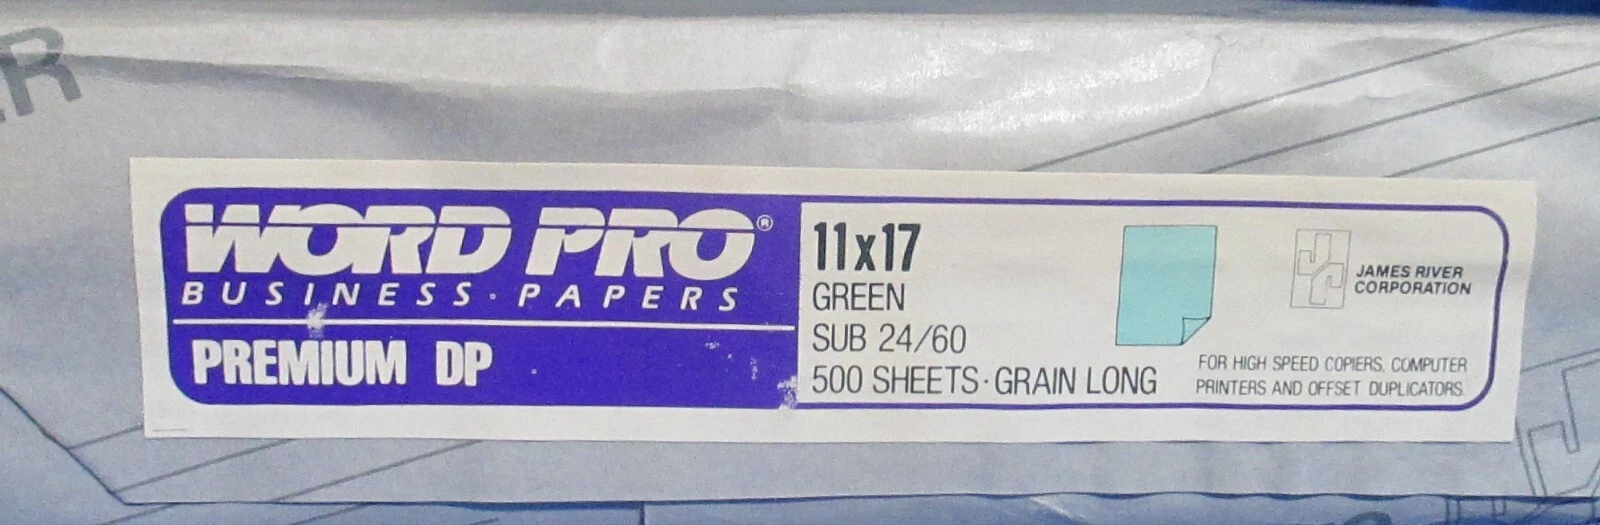 R
WORD PRO®
BUSINESS·PAPERS
PREMIUM DP
11x17
GREEN
SUB 24/60
500 SHEETS·GRAIN LONG
JAMES RIVER
CORPORATION
FOR HIGH SPEED COPIERS, COMPUTER
PRINTERS AND OFFSET DUPLICATORS.